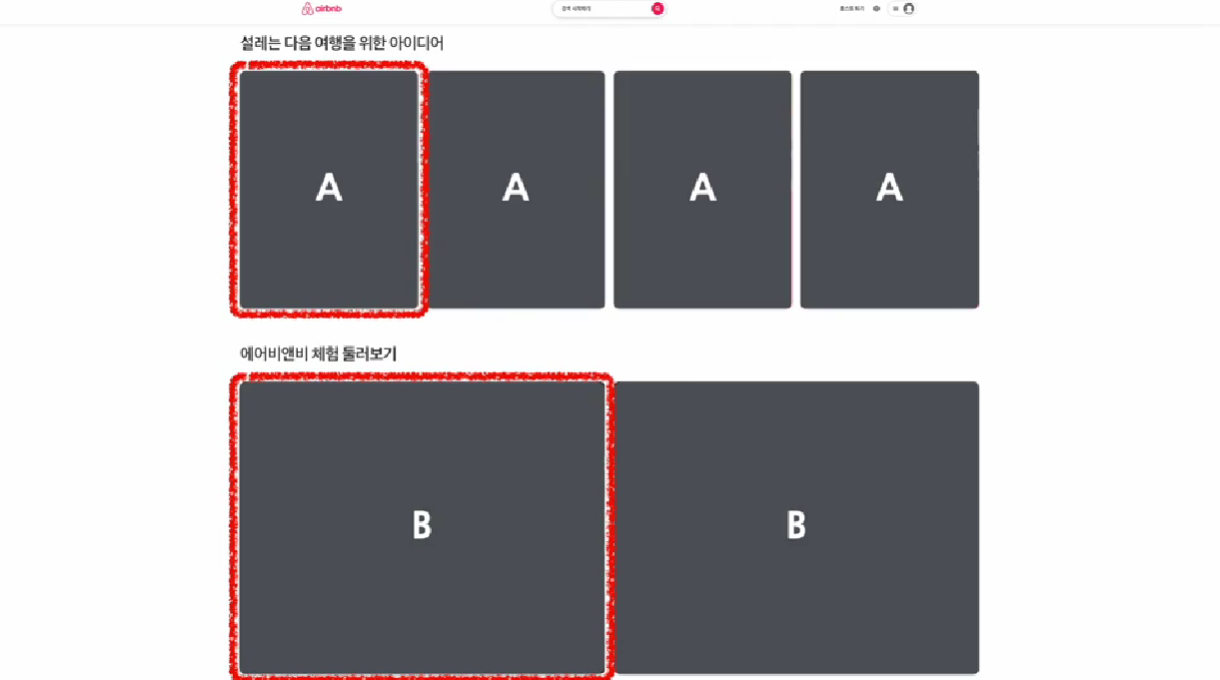 airbnb
검색 시작하기
호스트 되기
설레는 다음 여행을 위한 아이디어
A
A
A
A
에어비앤비 체험 둘러보기
B
B